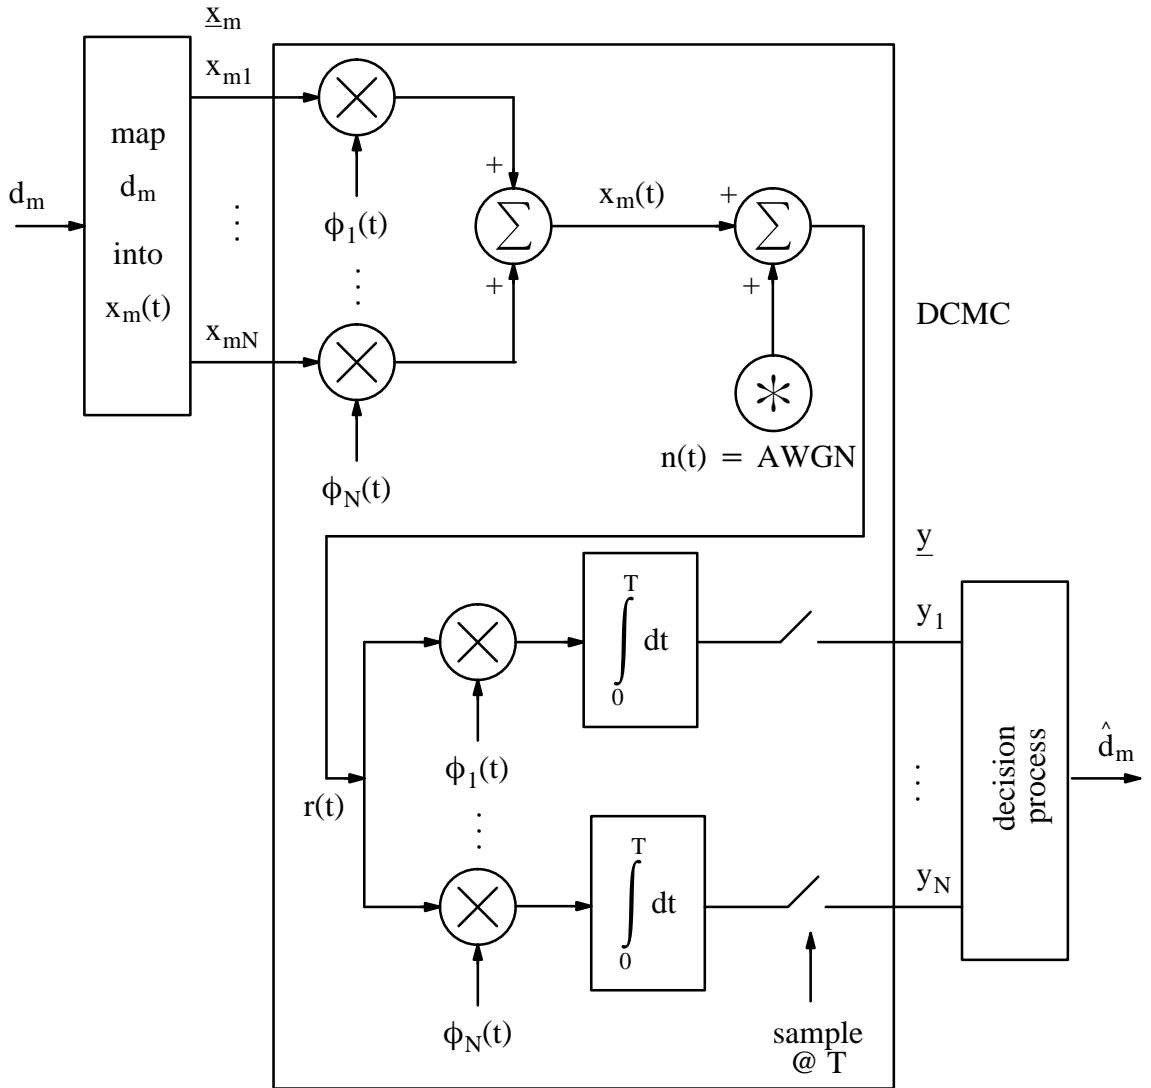 x_m
x_m1
map
d_m
into
x_m(t)
d_m
⋮
ϕ_1(t)
⋮
+
+
∑
x_m(t)
+
+
∑
x_mN
DCMC
*
n(t) = AWGN
ϕ_N(t)
y
T
∫ dt
0
y_1
ϕ_1(t)
⋮
r(t)
⋮
decision
process
d̂_m
T
∫ dt
0
y_N
ϕ_N(t)
sample
@ T